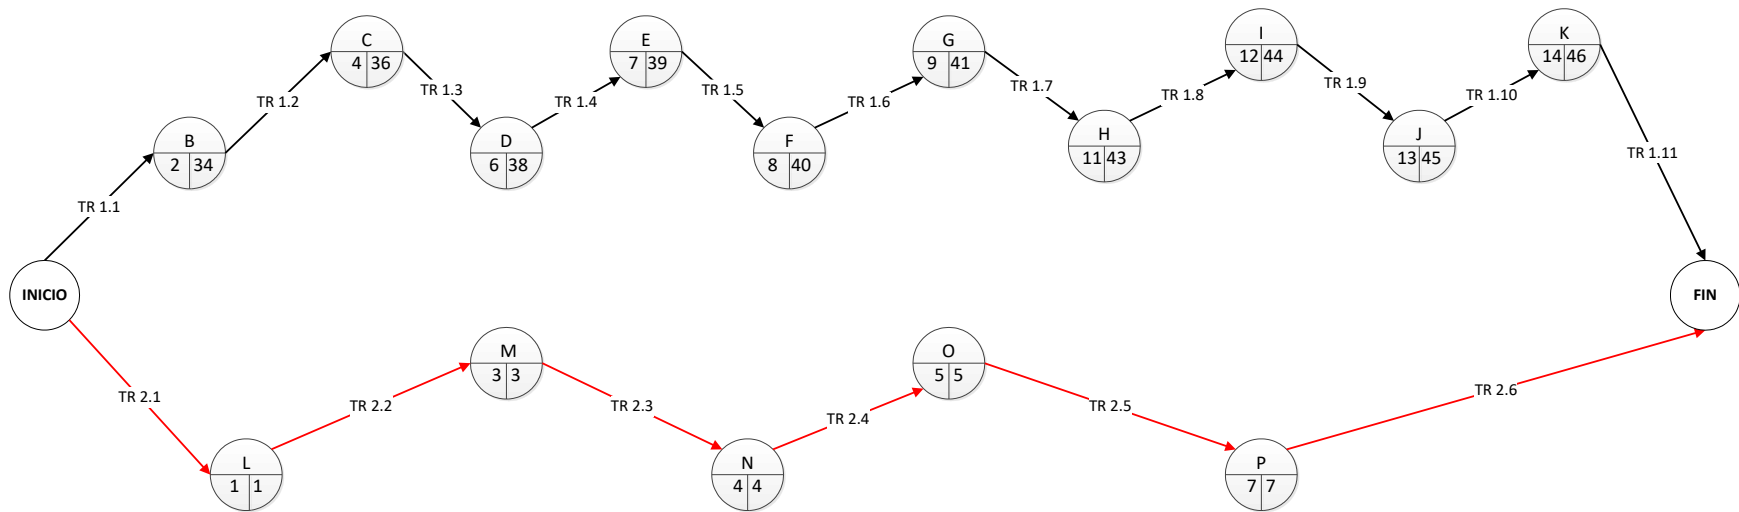 C
4 36
E
7 39
G
9 41
I
12 44
K
14 46
TR 1.2
TR 1.3
TR 1.4
TR 1.5
TR 1.6
TR 1.7
TR 1.8
TR 1.9
TR 1.10
B
2 34
D
6 38
F
8 40
H
11 43
J
13 45
TR 1.11
TR 1.1
INICIO
FIN
M
3 3
O
5 5
TR 2.1
TR 2.2
TR 2.3
TR 2.4
TR 2.5
TR 2.6
L
1 1
N
4 4
P
7 7